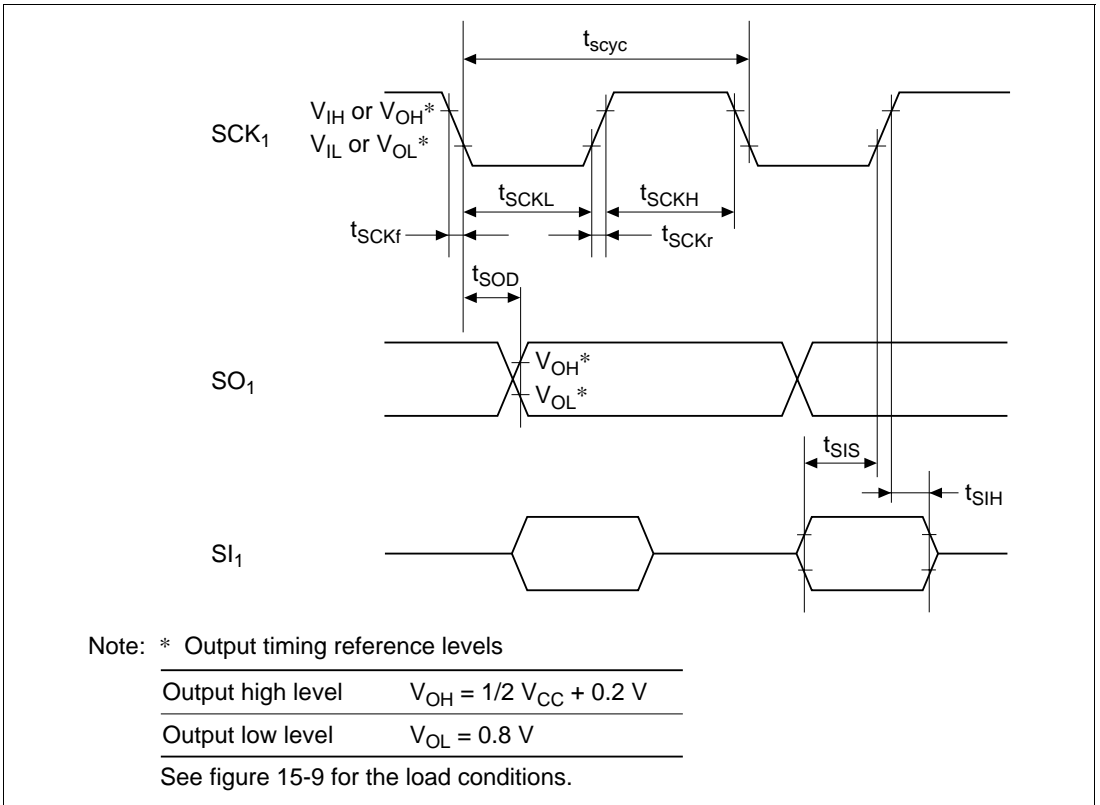 tscyc
VIH or VOH*
SCK1
VIL or VOL*
tSCKL
tSCKH
tSCKf
tSCKr
tSOD
VOH*
SO1
VOL*
tSIS
tSIH
SI1
Note: * Output timing reference levels
Output high level VOH = 1/2 VCC + 0.2 V
Output low level VOL = 0.8 V
See figure 15-9 for the load conditions.